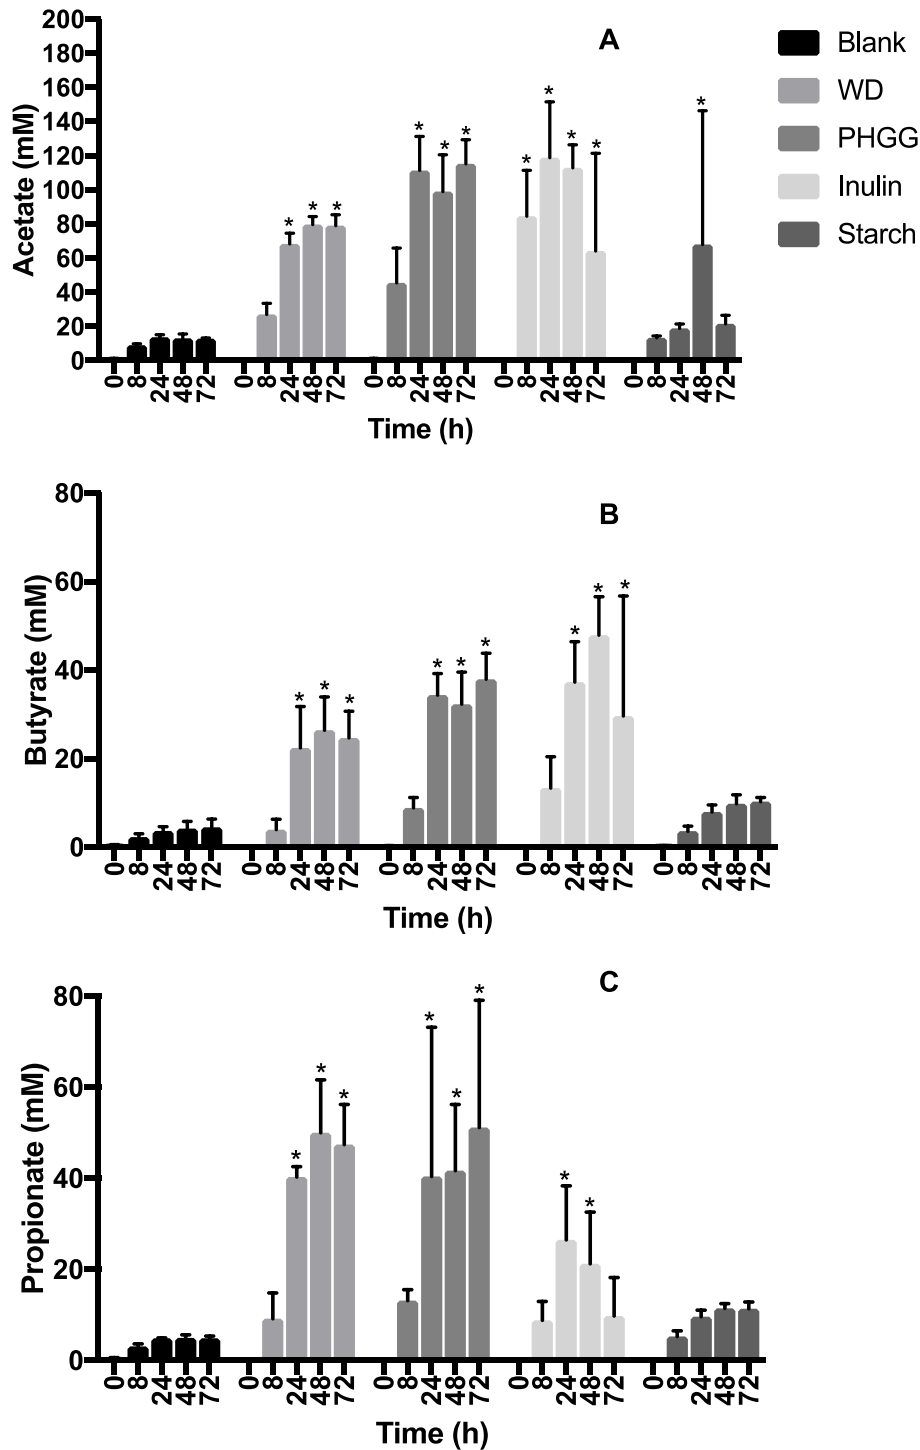 A
Blank
WD
PHGG
Inulin
Starch
Acetate (mM)
200
180
160
140
120
100
80
60
40
20
0
* * * * * * * * * * *
0 8 24 48 72 0 8 24 48 72 0 8 24 48 72 0 8 24 48 72 0 8 24 48 72
Time (h)
B
Butyrate (mM)
80
60
40
20
0
* * * * * * * * *
0 8 24 48 72 0 8 24 48 72 0 8 24 48 72 0 8 24 48 72 0 8 24 48 72
Time (h)
C
Propionate (mM)
80
60
40
20
0
* * * * * * * *
0 8 24 48 72 0 8 24 48 72 0 8 24 48 72 0 8 24 48 72 0 8 24 48 72
Time (h)